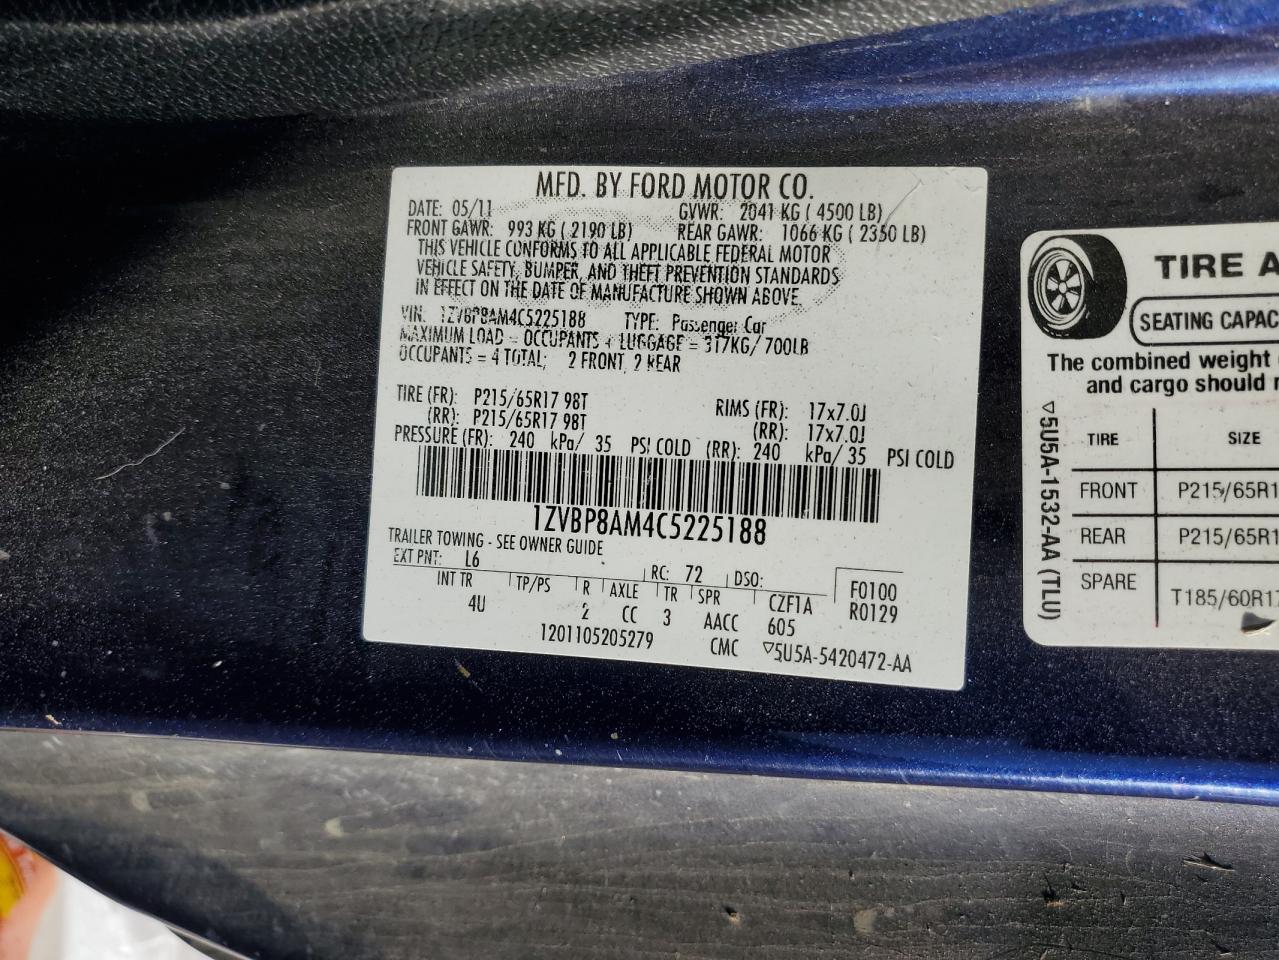 MFD. BY FORD MOTOR CO.
DATE: 05/11 GVWR: 2041 KG ( 4500 LB)
FRONT GAWR: 993 KG ( 2190 LB) REAR GAWR: 1066 KG ( 2350 LB)
THIS VEHICLE CONFORMS TO ALL APPLICABLE FEDERAL MOTOR
VEHICLE SAFETY, BUMPER, AND THEFT PREVENTION STANDARDS
IN EFFECT ON THE DATE OF MANUFACTURE SHOWN ABOVE.
VIN: 1ZVBP8AM4C5225188 TYPE: Passenger Car
MAXIMUM LOAD = OCCUPANTS + LUGGAGE = 317KG/700LB
OCCUPANTS = 4 TOTAL; 2 FRONT, 2 REAR
TIRE (FR): P215/65R17 98T RIMS (FR): 17x7.0J
(RR): P215/65R17 98T (RR): 17x7.0J
PRESSURE (FR): 240 kPa/ 35 PSI COLD (RR): 240 kPa/ 35 PSI COLD
1ZVBP8AM4C5225188
TRAILER TOWING - SEE OWNER GUIDE
EXT PNT: L6 RC: 72 DSO: F0100
INT TR TP/PS R AXLE TR SPR CZF1A R0129
4U 2 CC 3 AACC 605
1201105205279 CMC ▽5U5A-5420472-AA
TIRE A
SEATING CAPAC
The combined weight
and cargo should
▽5U5A-1532-AA (TLU)
TIRE SIZE
FRONT P215/65R1
REAR P215/65R1
SPARE T185/60R17